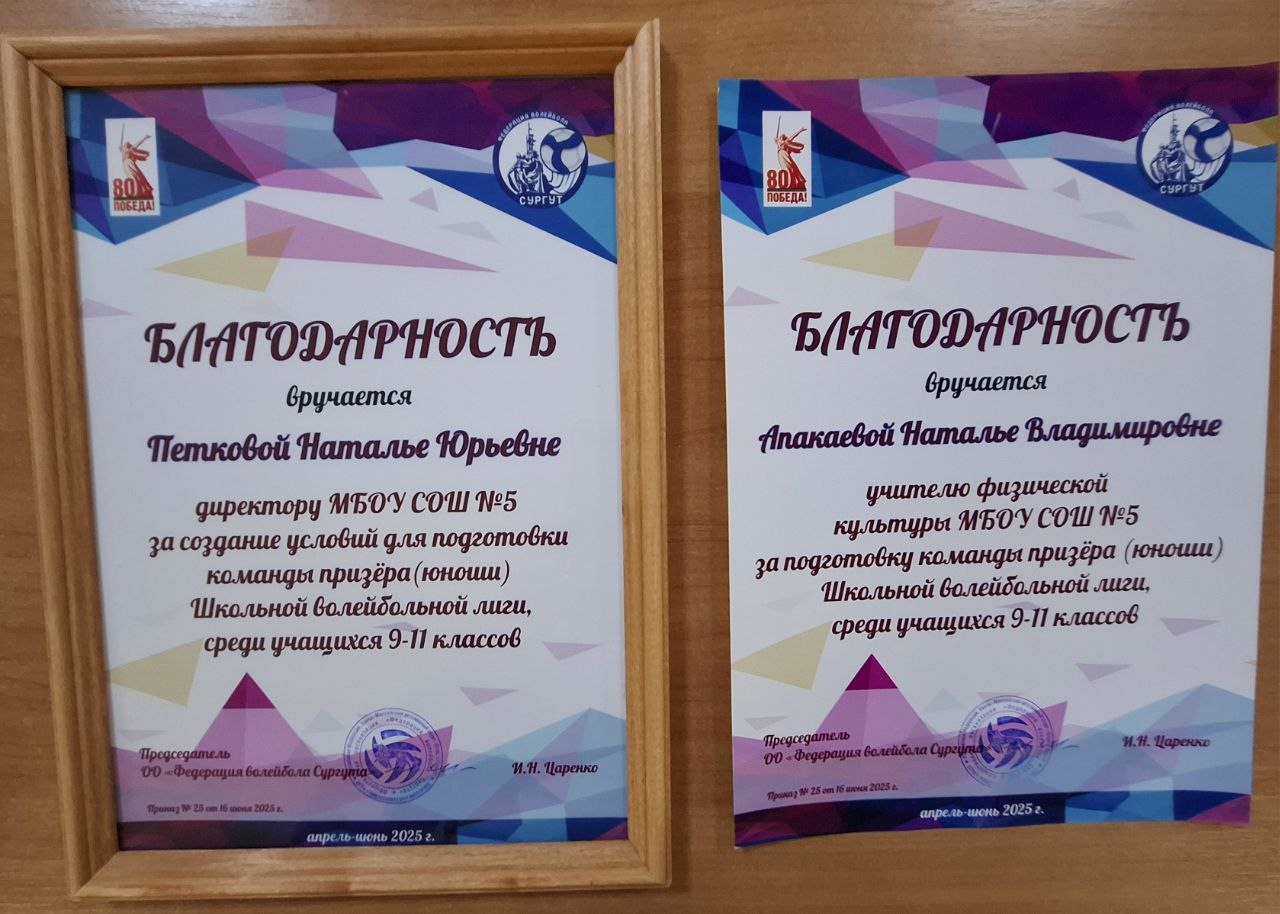 80
ПОБЕДА!
ФЕДЕРАЦИЯ ВОЛЕЙБОЛА
СУРГУТ
БЛАГОДАРНОСТЬ
вручается
Петковой Наталье Юрьевне
директору МБОУ СОШ №5
за создание условий для подготовки
команды призёра(юноши)
Школьной волейбольной лиги,
среди учащихся 9-11 классов
Председатель
ОО «Федерация волейбола Сургута»
И.Н. Царенко
Приказ № 25 от 16 июня 2025 г.
апрель-июнь 2025 г.
80
ПОБЕДА!
ФЕДЕРАЦИЯ ВОЛЕЙБОЛА
СУРГУТ
БЛАГОДАРНОСТЬ
вручается
Апакаевой Наталье Владимировне
учителю физической
культуры МБОУ СОШ №5
за подготовку команды призёра (юноши)
Школьной волейбольной лиги,
среди учащихся 9-11 классов
Председатель
ОО «Федерация волейбола Сургута»
И.Н. Царенко
Приказ № 25 от 16 июня 2025 г.
апрель-июнь 2025 г.